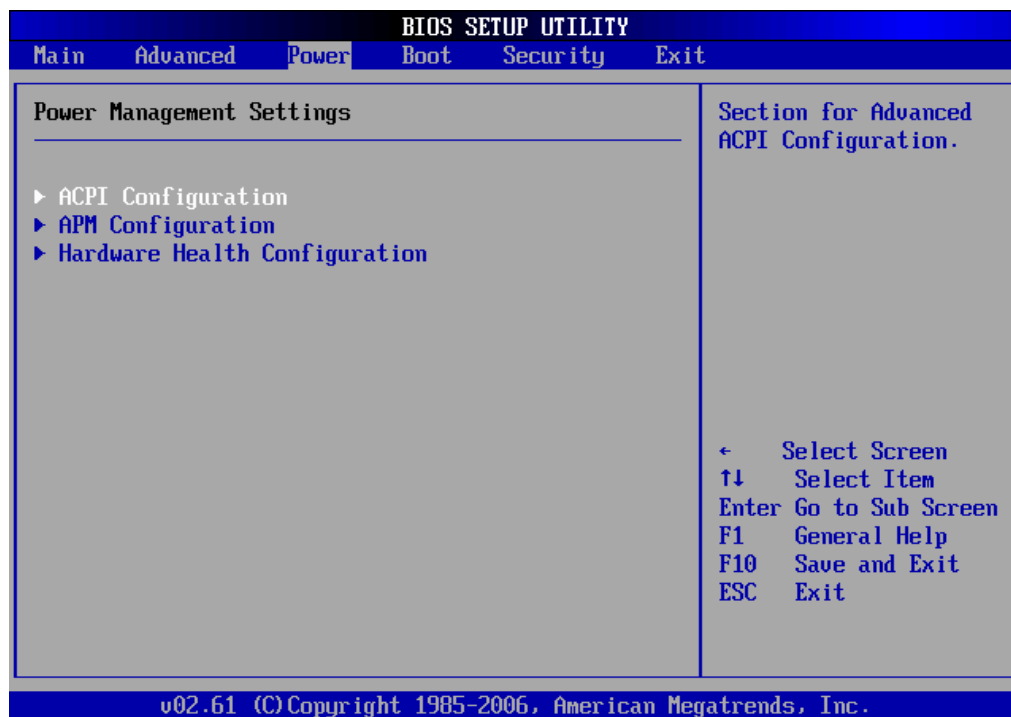 BIOS SETUP UTILITY
Main Advanced Power Boot Security Exit
Power Management Settings
▶ ACPI Configuration
▶ APM Configuration
▶ Hardware Health Configuration
Section for Advanced
ACPI Configuration.
← Select Screen
↑↓ Select Item
Enter Go to Sub Screen
F1 General Help
F10 Save and Exit
ESC Exit
v02.61 (C)Copyright 1985-2006, American Megatrends, Inc.